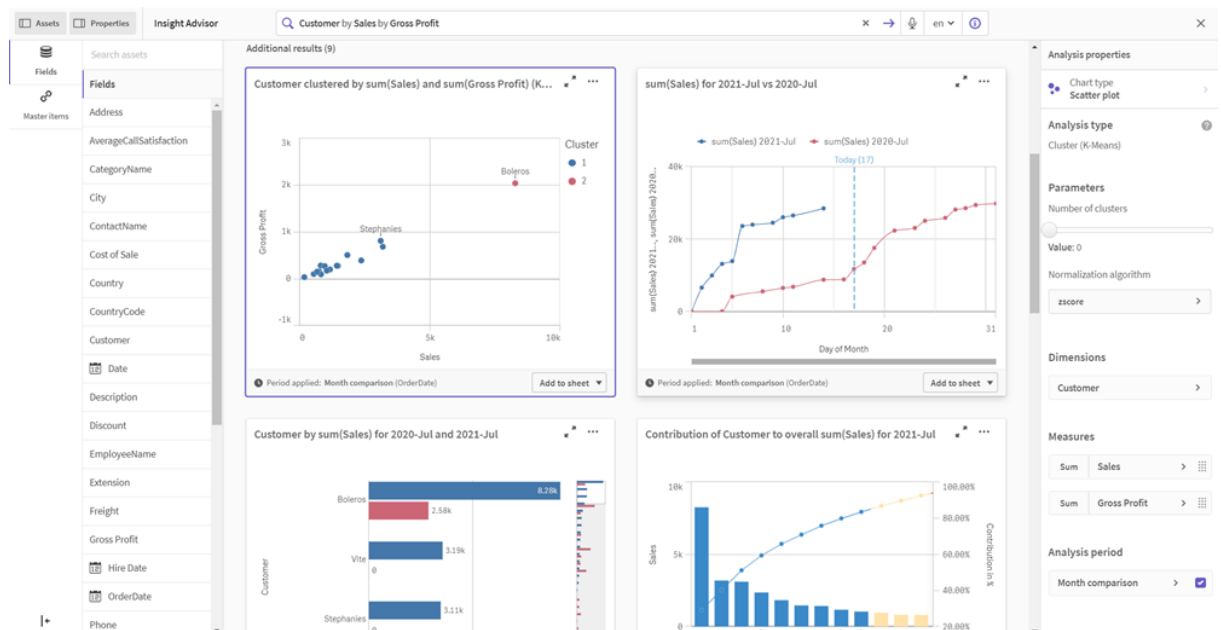 Assets
Properties
Insight Advisor
Customer by Sales by Gross Profit
en
Fields
Master items
Search assets
Fields
Address
AverageCallSatisfaction
CategoryName
City
ContactName
Cost of Sale
Country
CountryCode
Customer
Date
Description
Discount
EmployeeName
Extension
Freight
Gross Profit
Hire Date
OrderDate
Phone
Additional results (9)
Customer clustered by sum(Sales) and sum(Gross Profit) (K...
3k
2k
1k
0
-1k
Gross Profit
Boleros
Stephanies
Cluster
1
2
0
5k
10k
Sales
Period applied: Month comparison (OrderDate)
Add to sheet
sum(Sales) for 2021-Jul vs 2020-Jul
sum(Sales) 2021-Jul
sum(Sales) 2020-Jul
Today (17)
40k
20k
0
sum(Sales) 2021..., sum(Sales) 2020...
1
10
20
31
Day of Month
Period applied: Month comparison (OrderDate)
Add to sheet
Customer by sum(Sales) for 2020-Jul and 2021-Jul
Customer
Boleros
8.28k
2.58k
Vite
3.19k
0
Stephanies
3.11k
0
Contribution of Customer to overall sum(Sales) for 2021-Jul
10k
5k
0
Sales
100.00%
80.00%
60.00%
40.00%
20.00%
Contribution in %
Analysis properties
Chart type
Scatter plot
Analysis type
Cluster (K-Means)
Parameters
Number of clusters
Value: 0
Normalization algorithm
zscore
Dimensions
Customer
Measures
Sum Sales
Sum Gross Profit
Analysis period
Month comparison